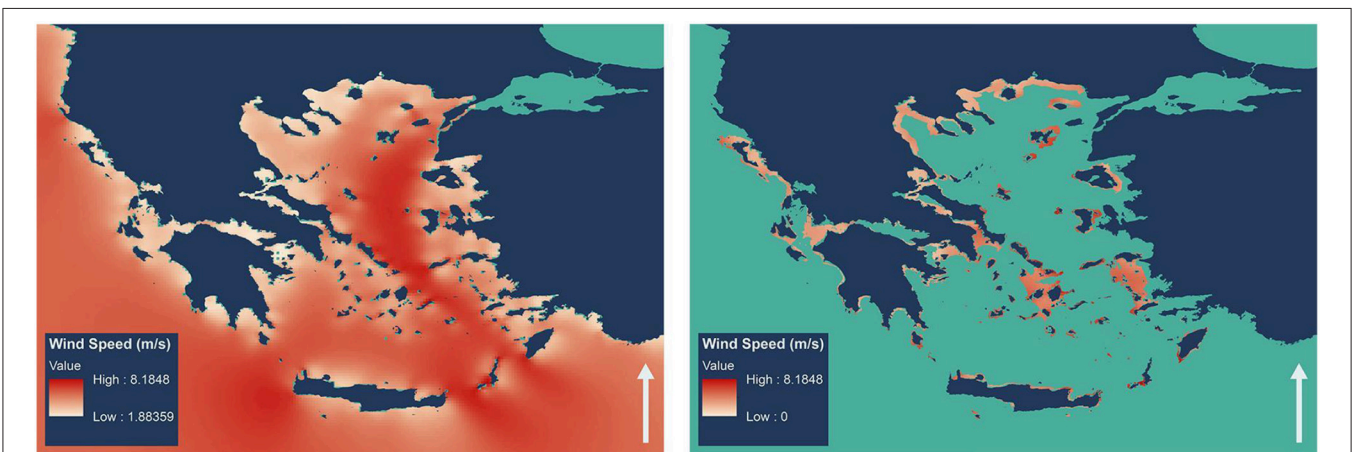 Wind Speed (m/s)
Value
High : 8.1848
Low : 1.88359
Wind Speed (m/s)
Value
High : 8.1848
Low : 0